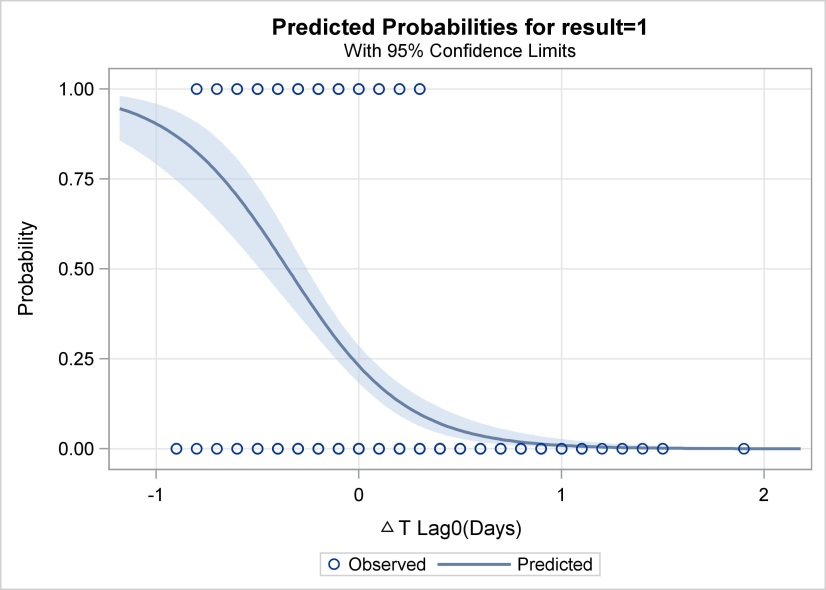 Predicted Probabilities for result=1
With 95% Confidence Limits
1.00
0.75
0.50
0.25
0.00
Probability
-1 0 1 2
△ T Lag0(Days)
Observed Predicted